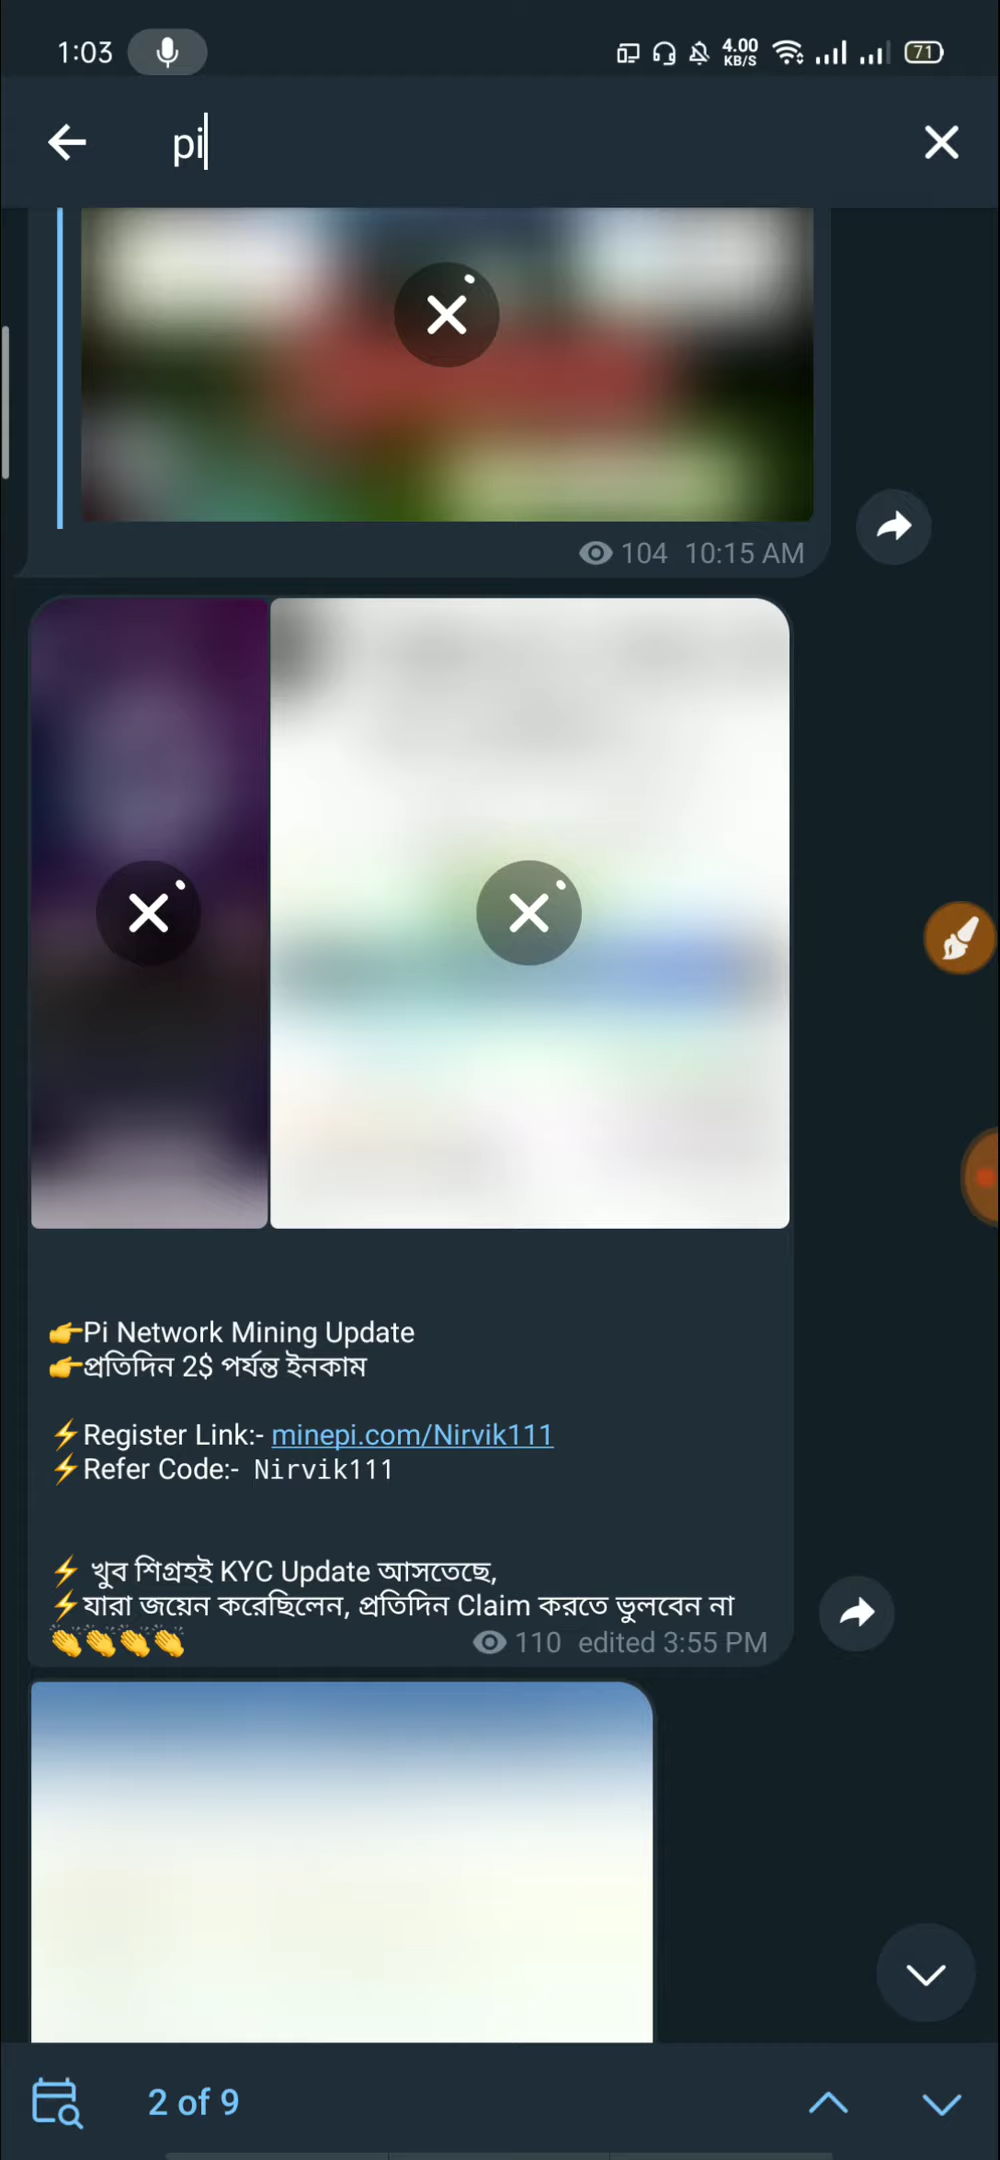 1:03
4.00
KB/S
71
pi
104 10:15 AM
👉Pi Network Mining Update
👉প্রতিদিন 2$ পর্যন্ত ইনকাম
⚡Register Link:- minepi.com/Nirvik111
⚡Refer Code:- Nirvik111
⚡ খুব শিগ্রহই KYC Update আসতেছে,
⚡যারা জয়েন করেছিলেন, প্রতিদিন Claim করতে ভুলবেন না
👏👏👏👏 110 edited 3:55 PM
2 of 9